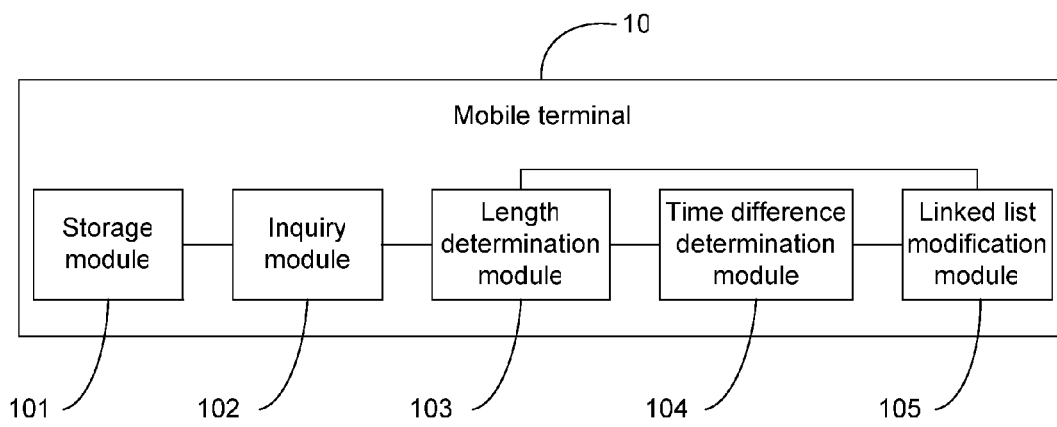 10
Mobile terminal
Storage
module
Inquiry
module
Length
determination
module
Time difference
determination
module
Linked list
modification
module
101
102
103
104
105